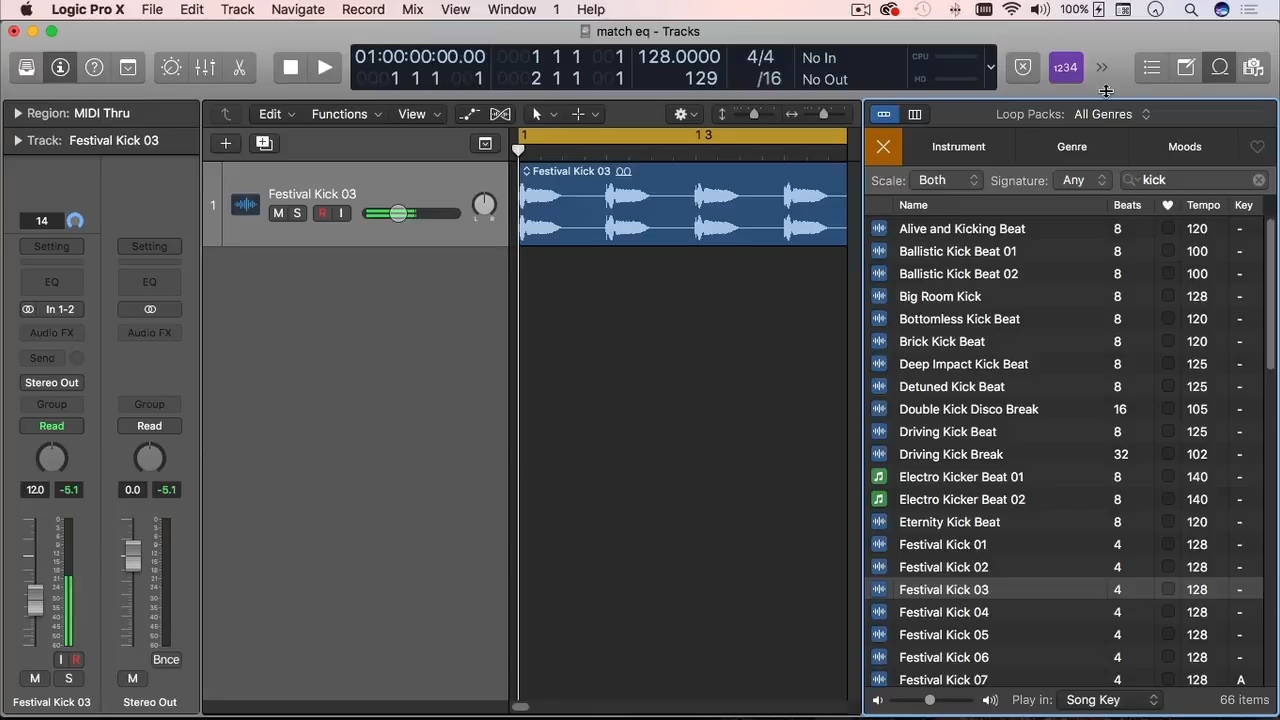 Logic Pro X File Edit Track Navigate Record Mix View Window 1 Help 100%
match eq - Tracks
01:00:00:00.00 1 1 1 1 128.0000 4/4 No In CPU
1 1 1 1 2 1 1 1 129 /16 No Out HD 1234
Region: MIDI Thru Edit Functions View Loop Packs: All Genres
Track: Festival Kick 03 1 1 3 Instrument Genre Moods
Scale: Both Signature: Any kick
Festival Kick 03
1 Festival Kick 03
M S R I L R
14
Setting Setting
EQ EQ
In 1-2
Audio FX Audio FX
Send
Stereo Out
Group Group
Read Read
12.0 -5.1 0.0 -5.1
I R Bnce
M S M
Festival Kick 03 Stereo Out
Name Beats Tempo Key
Alive and Kicking Beat 8 120 -
Ballistic Kick Beat 01 8 100 -
Ballistic Kick Beat 02 8 100 -
Big Room Kick 8 128 -
Bottomless Kick Beat 8 120 -
Brick Kick Beat 8 120 -
Deep Impact Kick Beat 8 125 -
Detuned Kick Beat 8 125 -
Double Kick Disco Break 16 105 -
Driving Kick Beat 8 125 -
Driving Kick Break 32 102 -
Electro Kicker Beat 01 8 140 -
Electro Kicker Beat 02 8 140 -
Eternity Kick Beat 8 120 -
Festival Kick 01 4 128 -
Festival Kick 02 4 128 -
Festival Kick 03 4 128 -
Festival Kick 04 4 128 -
Festival Kick 05 4 128 -
Festival Kick 06 4 128 -
Festival Kick 07 4 128 A
Play in: Song Key 66 items